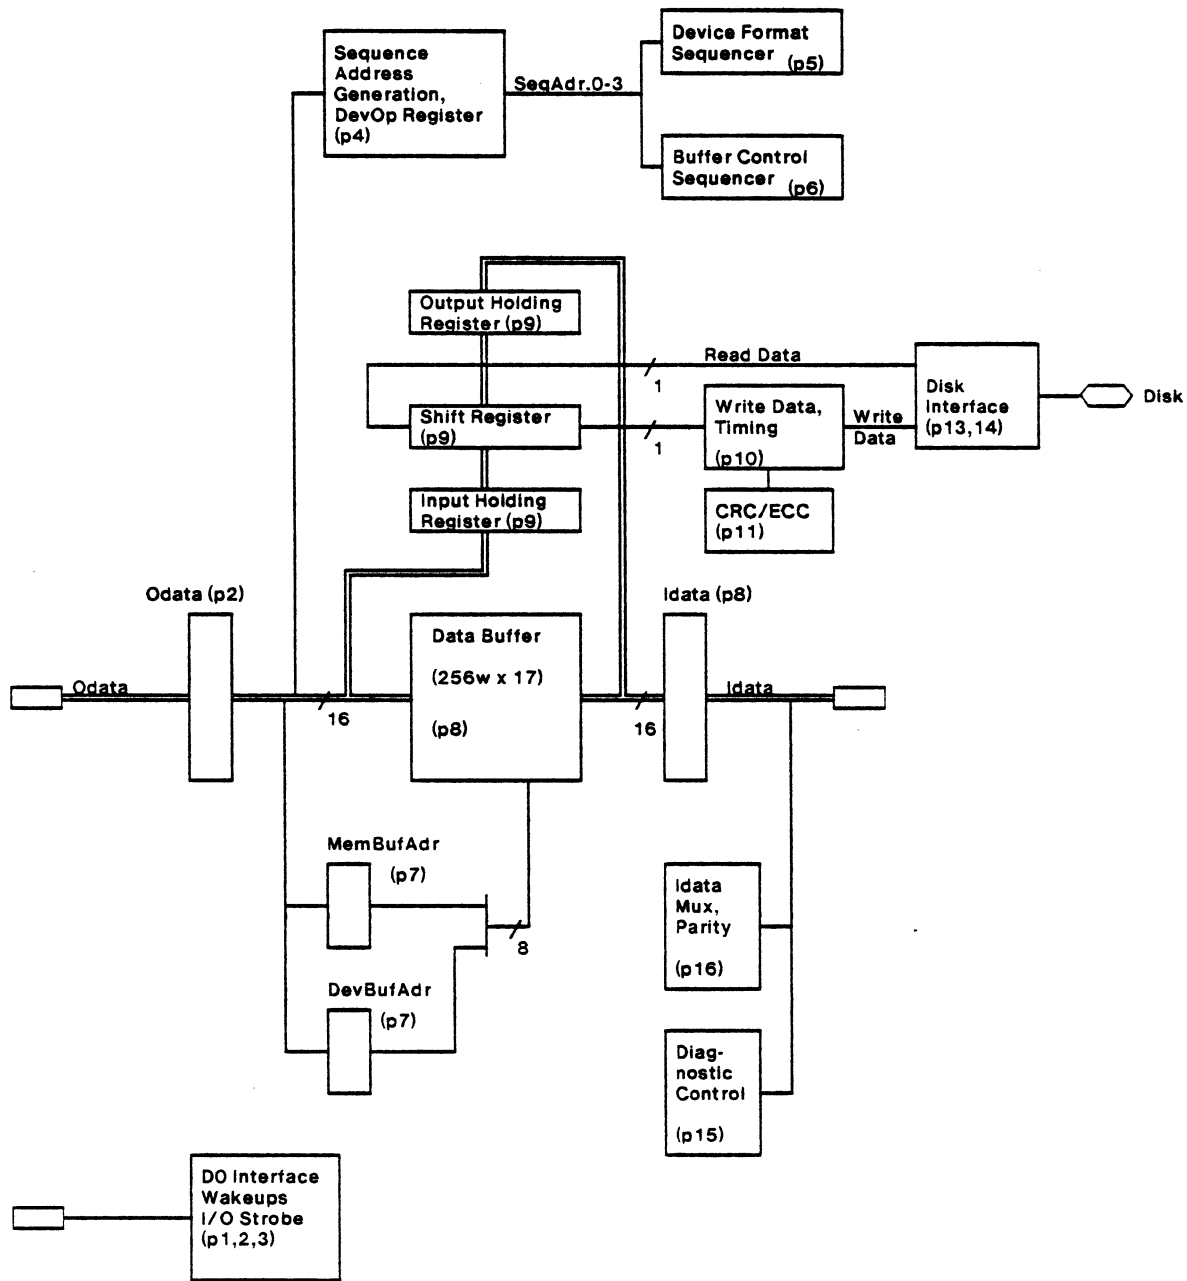 Sequence
Address
Generation,
DevOp Register
(p4)
SeqAdr.0-3
Device Format
Sequencer (p5)
Buffer Control
Sequencer (p6)
Output Holding
Register (p9)
Read Data
1
Shift Register
(p9)
1
Write Data,
Timing
(p10)
Write
Data
Disk
Interface
(p13,14)
Disk
Input Holding
Register (p9)
CRC/ECC
(p11)
Odata (p2)
Idata (p8)
Data Buffer
(256w x 17)
(p8)
Odata
16
16
Idata
MemBufAdr
(p7)
8
DevBufAdr
(p7)
Idata
Mux,
Parity
(p16)
Diag-
nostic
Control
(p15)
D0 Interface
Wakeups
I/O Strobe
(p1,2,3)